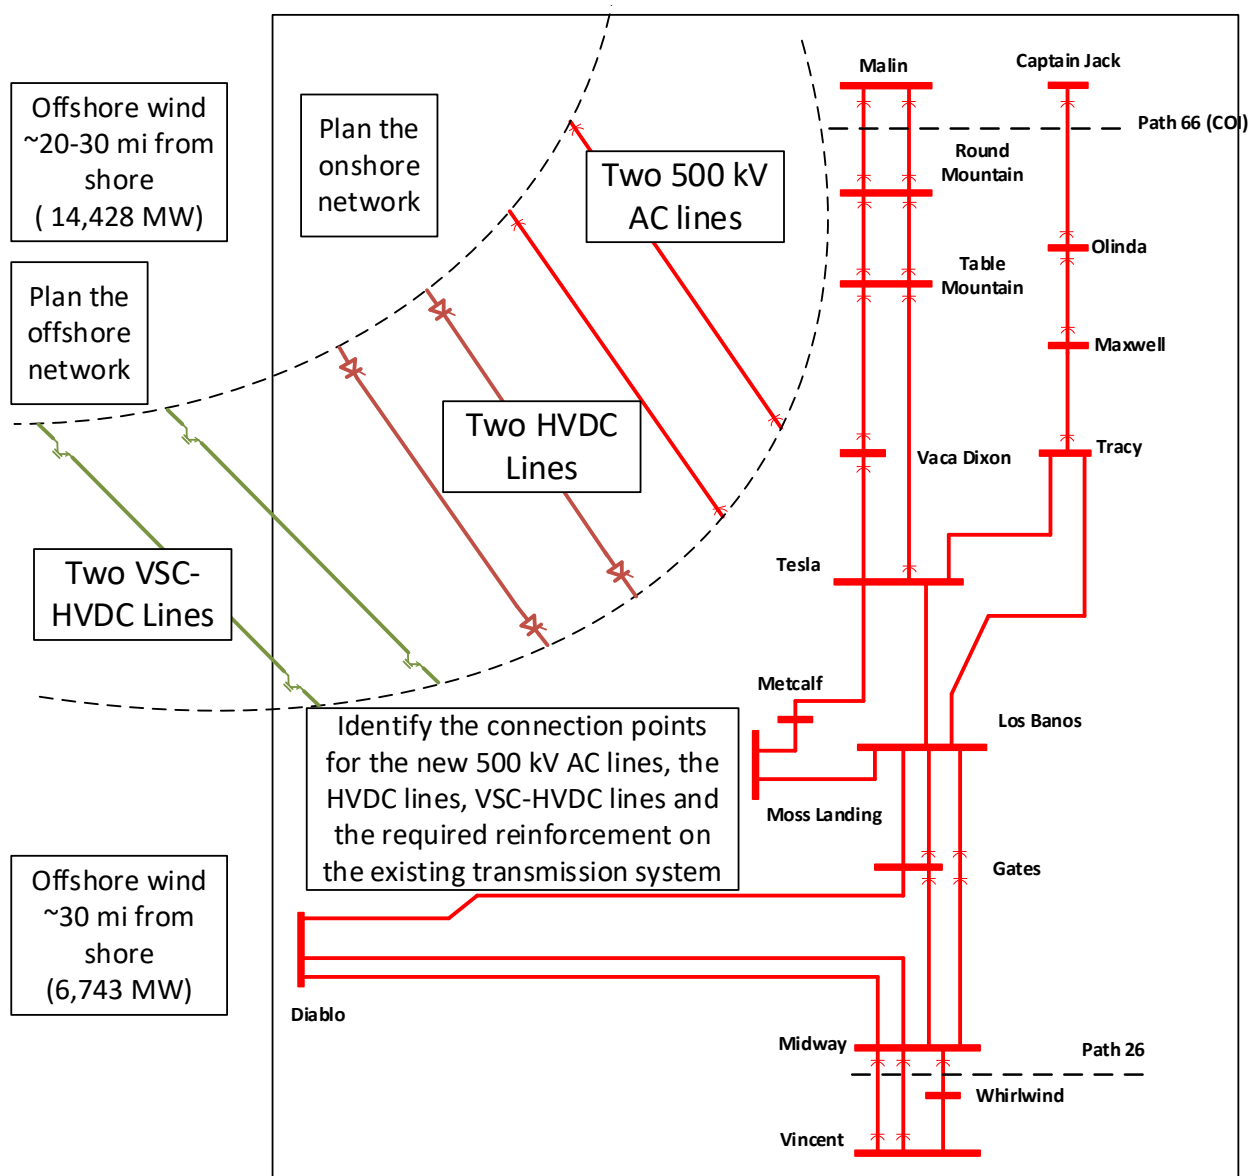 Offshore wind
~20-30 mi from
shore
( 14,428 MW)
Plan the
onshore
network
Two 500 kV
AC lines
Malin
Captain Jack
Path 66 (COI)
Round
Mountain
Plan the
offshore
network
Olinda
Table
Mountain
Maxwell
Two HVDC
Lines
Vaca Dixon
Tracy
Two VSC-
HVDC Lines
Tesla
Metcalf
Los Banos
Identify the connection points
for the new 500 kV AC lines, the
HVDC lines, VSC-HVDC lines and
the required reinforcement on
the existing transmission system
Moss Landing
Gates
Offshore wind
~30 mi from
shore
(6,743 MW)
Diablo
Midway
Path 26
Whirlwind
Vincent